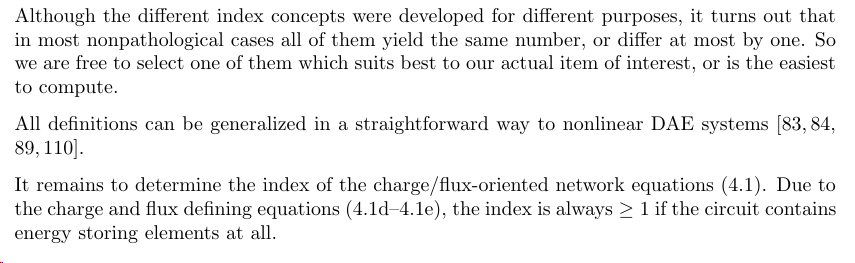 Although the different index concepts were developed for different purposes, it turns out that
in most nonpathological cases all of them yield the same number, or differ at most by one. So
we are free to select one of them which suits best to our actual item of interest, or is the easiest
to compute.
All definitions can be generalized in a straightforward way to nonlinear DAE systems [83, 84,
89, 110].
It remains to determine the index of the charge/flux-oriented network equations (4.1). Due to
the charge and flux defining equations (4.1d–4.1e), the index is always ≥ 1 if the circuit contains
energy storing elements at all.